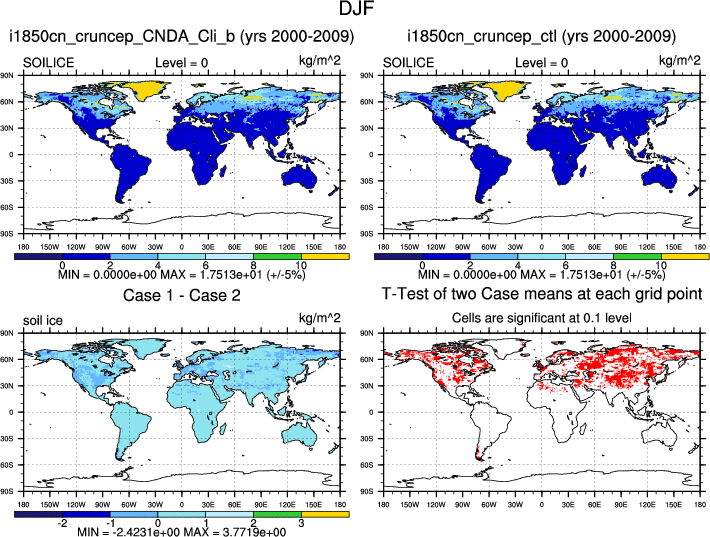 DJF
i1850cn_cruncep_CNDA_Cli_b (yrs 2000-2009)
SOILICE Level = 0 kg/m^2
90N
60N
30N
0
30S
60S
90S
180 150W 120W 90W 60W 30W 0 30E 60E 90E 120E 150E 180
0 2 4 6 8 10
MIN = 0.0000e+00 MAX = 1.7513e+01 (+/-5%)
i1850cn_cruncep_ctl (yrs 2000-2009)
SOILICE Level = 0 kg/m^2
90N
60N
30N
0
30S
60S
90S
180 150W 120W 90W 60W 30W 0 30E 60E 90E 120E 150E 180
0 2 4 6 8 10
MIN = 0.0000e+00 MAX = 1.7513e+01 (+/-5%)
Case 1 - Case 2
soil ice kg/m^2
90N
60N
30N
0
30S
60S
90S
180 150W 120W 90W 60W 30W 0 30E 60E 90E 120E 150E 180
-2 -1 0 1 2 3
MIN = -2.4231e+00 MAX = 3.7719e+00
T-Test of two Case means at each grid point
Cells are significant at 0.1 level
90N
60N
30N
0
30S
60S
90S
180 150W 120W 90W 60W 30W 0 30E 60E 90E 120E 150E 180